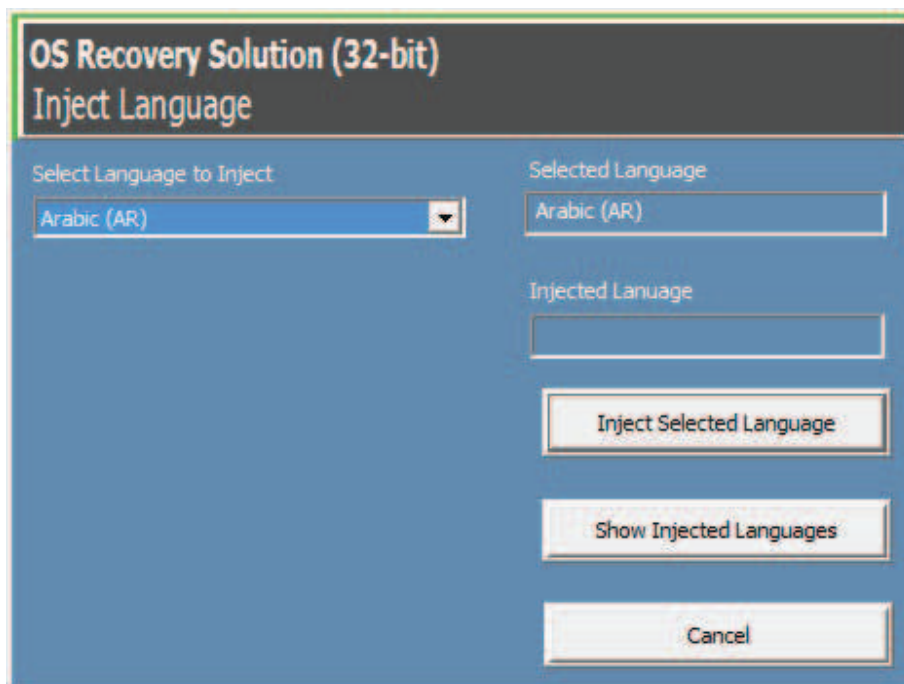 OS Recovery Solution (32-bit)
Inject Language
Select Language to Inject
Arabic (AR)
Selected Language
Arabic (AR)
Injected Lanuage
Inject Selected Language
Show Injected Languages
Cancel